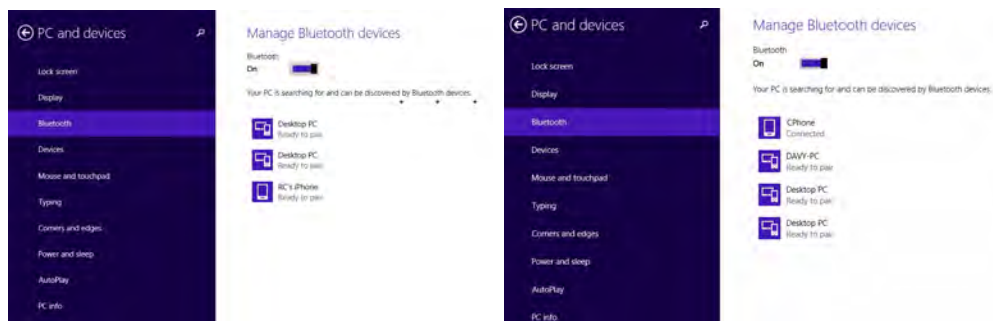 PC and devices
Lock screen
Display
Bluetooth
Devices
Mouse and touchpad
Typing
Corners and edges
Power and sleep
AutoPlay
PC info
Manage Bluetooth devices
Bluetooth
On
Your PC is searching for and can be discovered by Bluetooth devices.
Desktop PC
Ready to pair
Desktop PC
Ready to pair
RC's iPhone
Ready to pair
PC and devices
Lock screen
Display
Bluetooth
Devices
Mouse and touchpad
Typing
Corners and edges
Power and sleep
AutoPlay
PC info
Manage Bluetooth devices
Bluetooth
On
Your PC is searching for and can be discovered by Bluetooth devices.
CPhone
Connected
DAVY-PC
Ready to pair
Desktop PC
Ready to pair
Desktop PC
Ready to pair